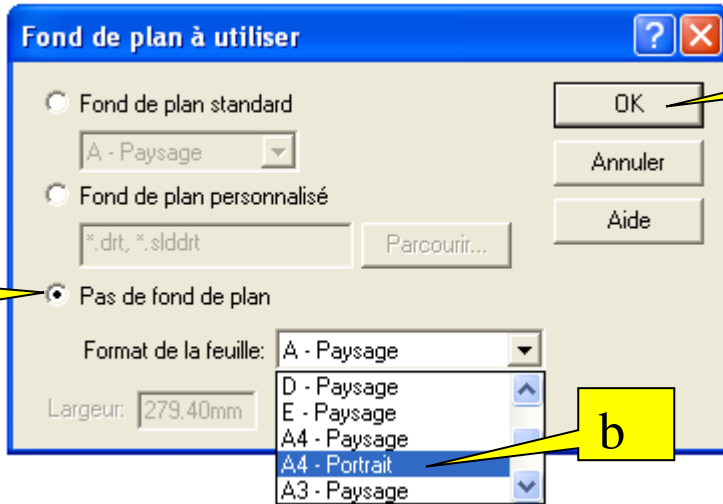 Fond de plan à utiliser
?
Fond de plan standard
OK
A - Paysage
Annuler
Fond de plan personnalisé
Aide
*.drt, *.slddrt
Parcourir...
Pas de fond de plan
Format de la feuille: A - Paysage
D - Paysage
Largeur: 279.40mm
E - Paysage
A4 - Paysage
b
A4 - Portrait
A3 - Paysage